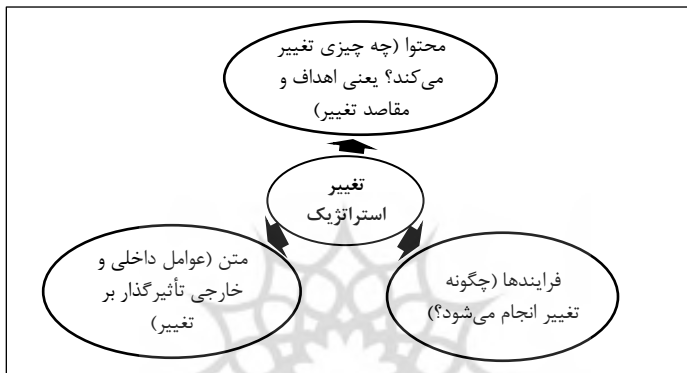 محتوا (چه چیزی تغییر
می‌کند؟ یعنی اهداف و
مقاصد تغییر)
تغییر
استراتژیک
فرایندها (چگونه
تغییر انجام می‌شود؟)
متن (عوامل داخلی و
خارجی تأثیرگذار بر
تغییر)